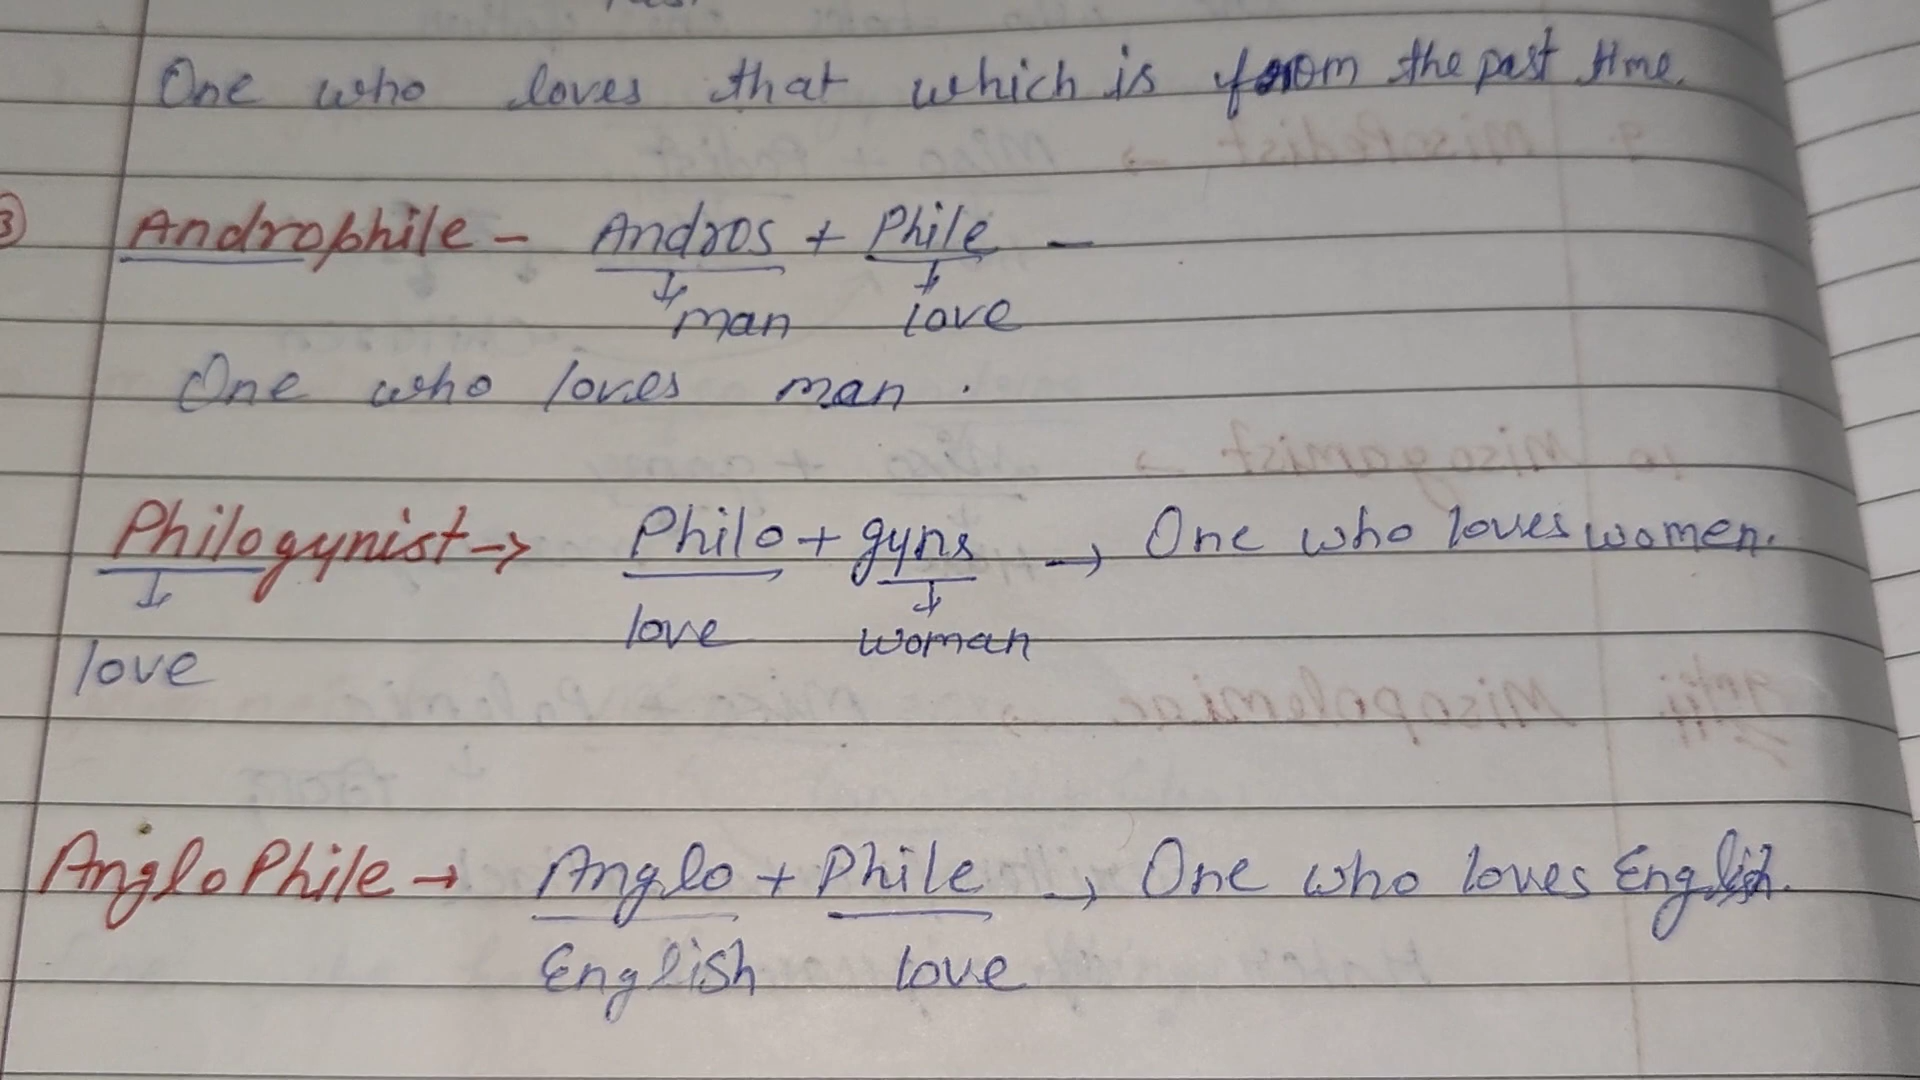 One who loves that which is from the past time.
3 Androphile - Andros + Phile -
man love
One who loves man.
Philogynist -> Philo + gyns -> One who loves women.
love woman
love
AngloPhile -> Anglo + Phile -> One who loves English.
English love